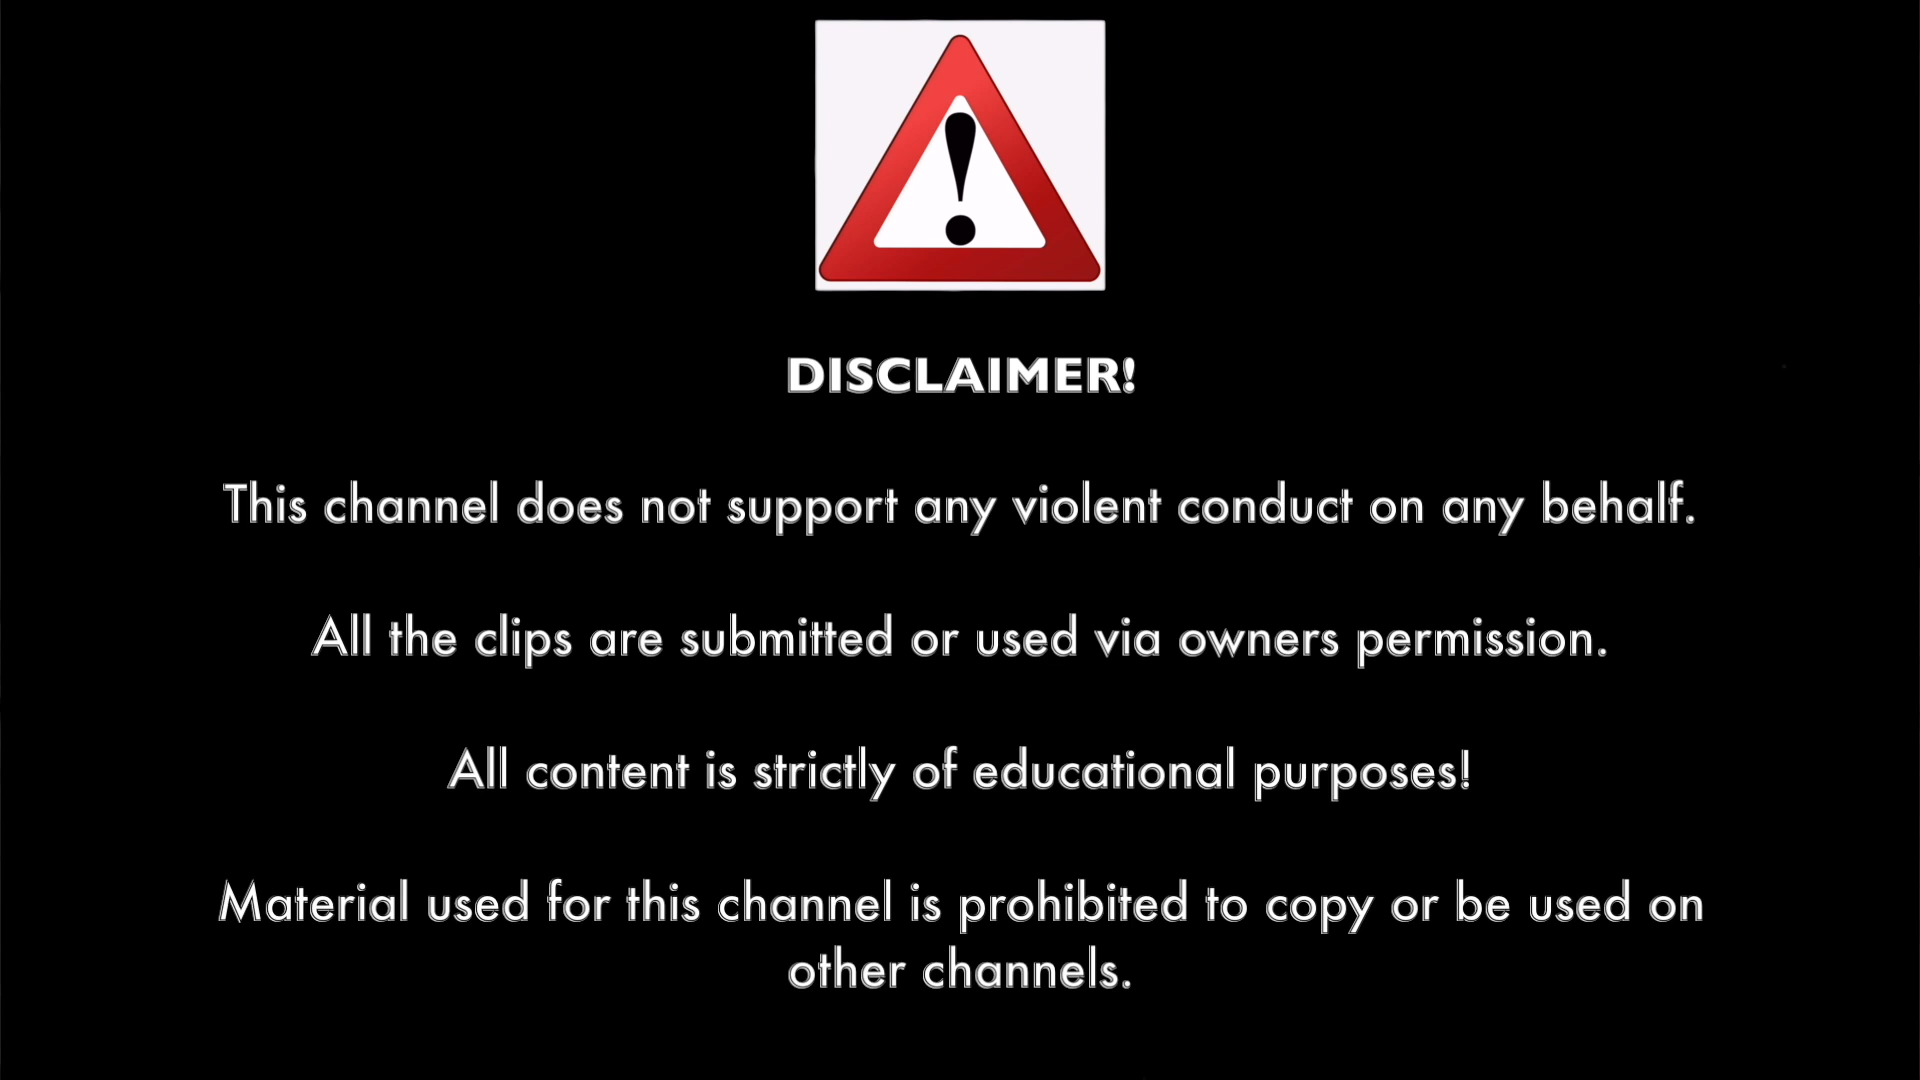 DISCLAIMER!
This channel does not support any violent conduct on any behalf.
All the clips are submitted or used via owners permission.
All content is strictly of educational purposes!
Material used for this channel is prohibited to copy or be used on
other channels.